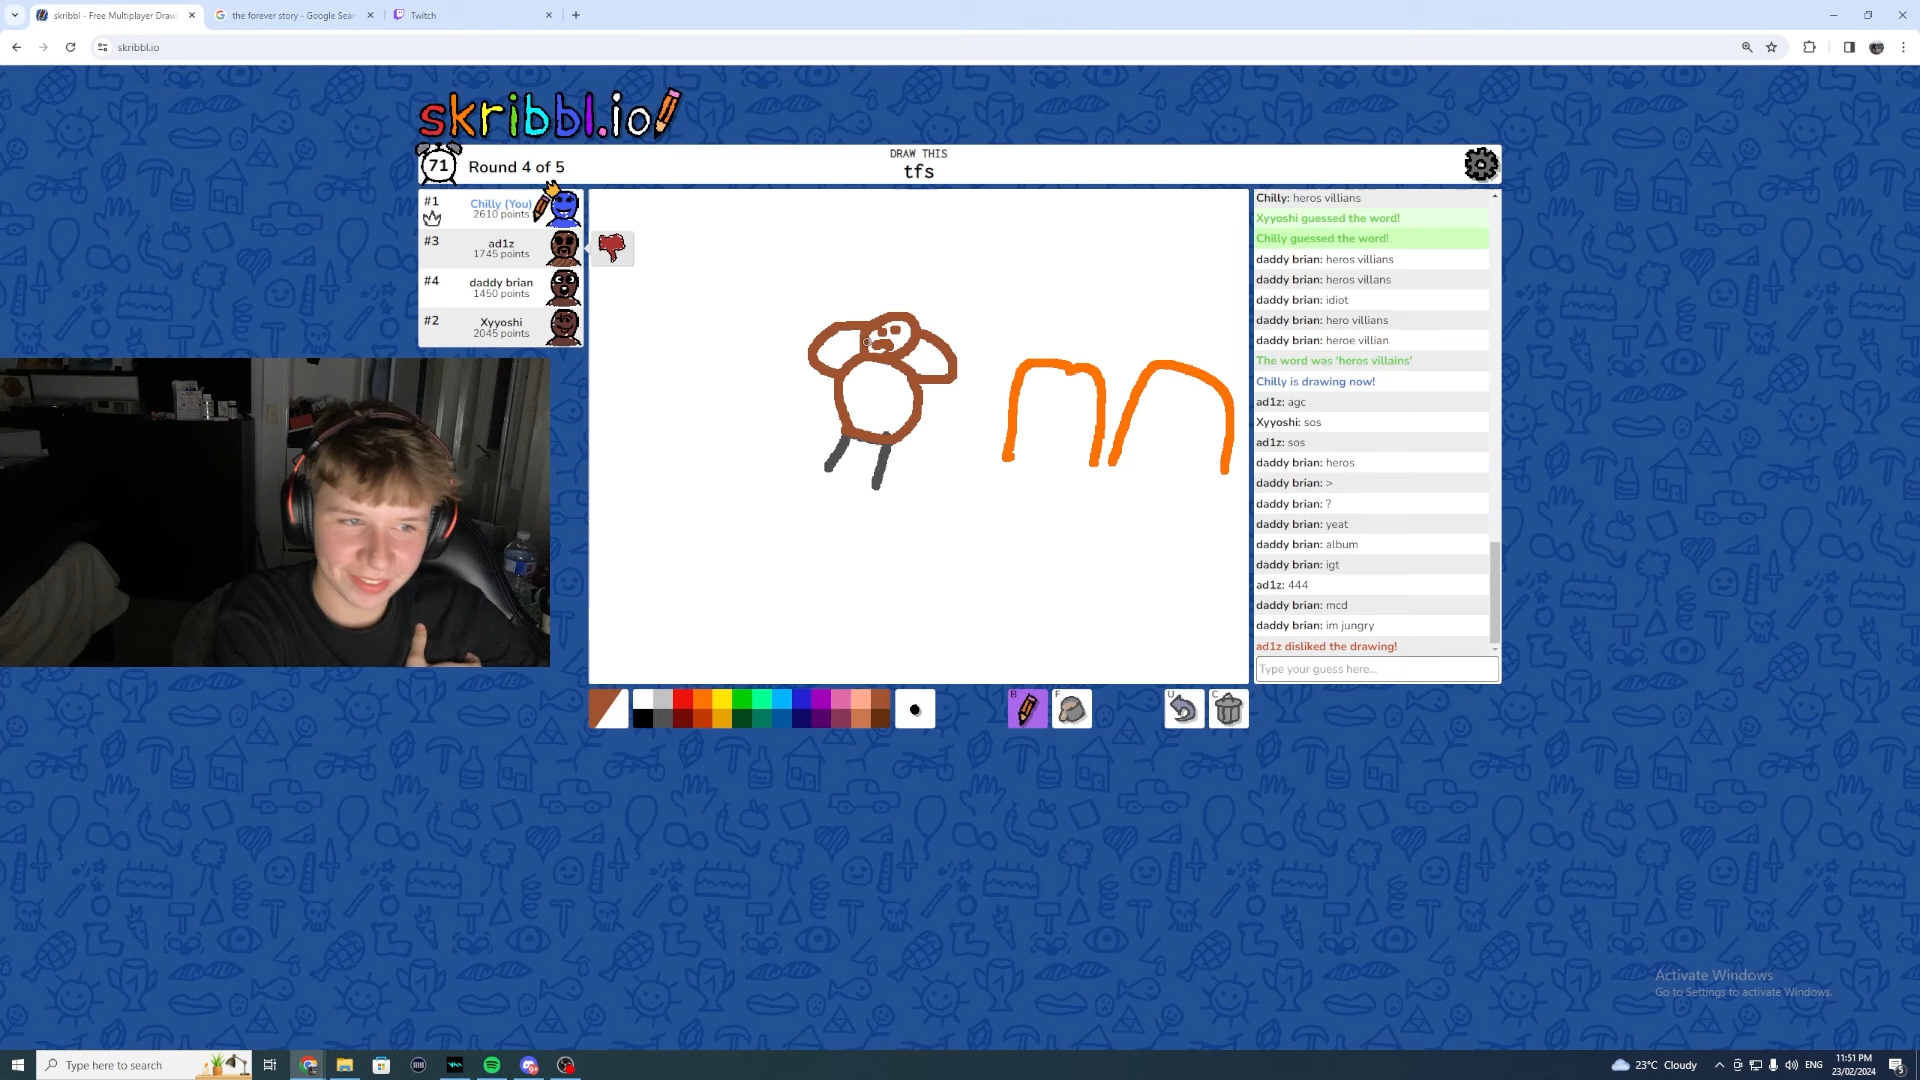 skribbl - Free Multiplayer Draw
the forever story - Google Sear
Twitch
skribbl.io
skribbl.io
71
Round 4 of 5
DRAW THIS
tfs
#1
Chilly (You)
2610 points
#3
ad1z
1745 points
#4
daddy brian
1450 points
#2
Xyyoshi
2045 points
Chilly: heros villians
Xyyoshi guessed the word!
Chilly guessed the word!
daddy brian: heros villians
daddy brian: heros villans
daddy brian: idiot
daddy brian: hero villians
daddy brian: heroe villian
The word was 'heros villains'
Chilly is drawing now!
ad1z: agc
Xyyoshi: sos
ad1z: sos
daddy brian: heros
daddy brian: >
daddy brian: ?
daddy brian: yeat
daddy brian: album
daddy brian: igt
ad1z: 444
daddy brian: mcd
daddy brian: im jungry
ad1z disliked the drawing!
Type your guess here...
B
F
U
C
Activate Windows
Go to Settings to activate Windows.
Type here to search
23°C Cloudy
ENG
11:51 PM
23/02/2024
5